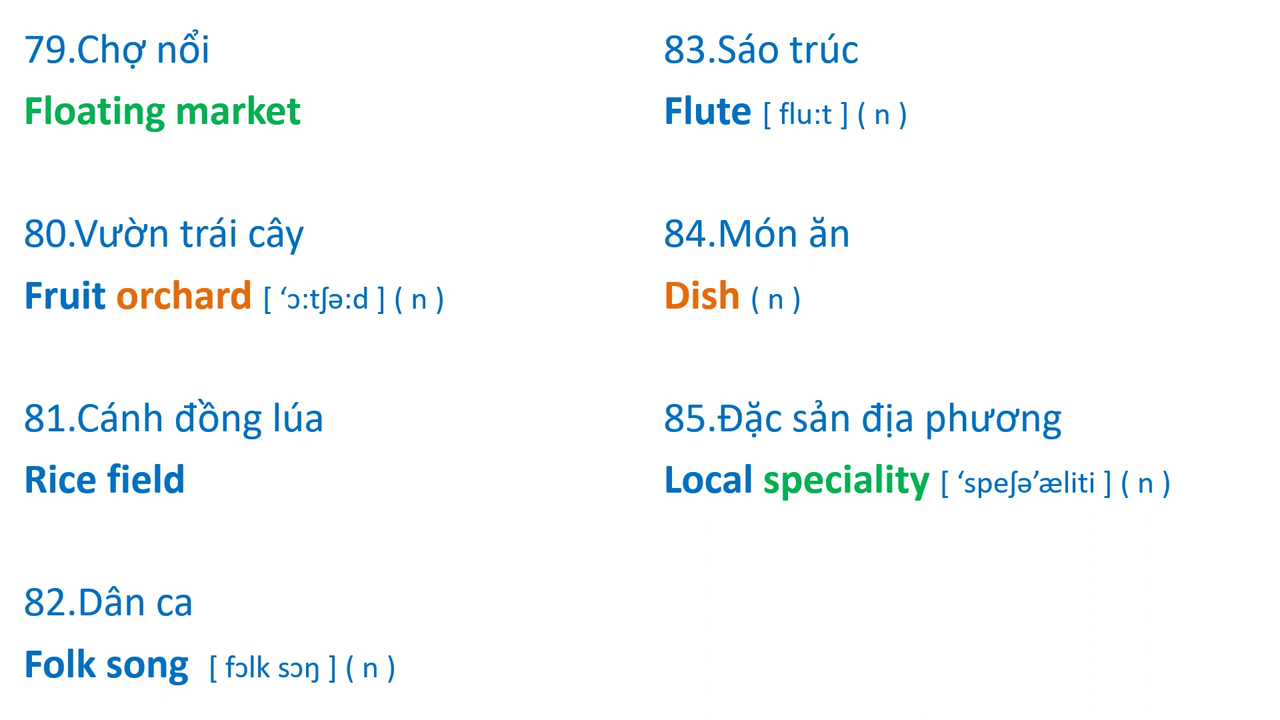 79.Chợ nổi
Floating market
80.Vườn trái cây
Fruit orchard [ ‘ɔ:tʃə:d ] ( n )
81.Cánh đồng lúa
Rice field
82.Dân ca
Folk song [ fɔlk sɔŋ ] ( n )
83.Sáo trúc
Flute [ flu:t ] ( n )
84.Món ăn
Dish ( n )
85.Đặc sản địa phương
Local speciality [ ‘speʃə’æliti ] ( n )